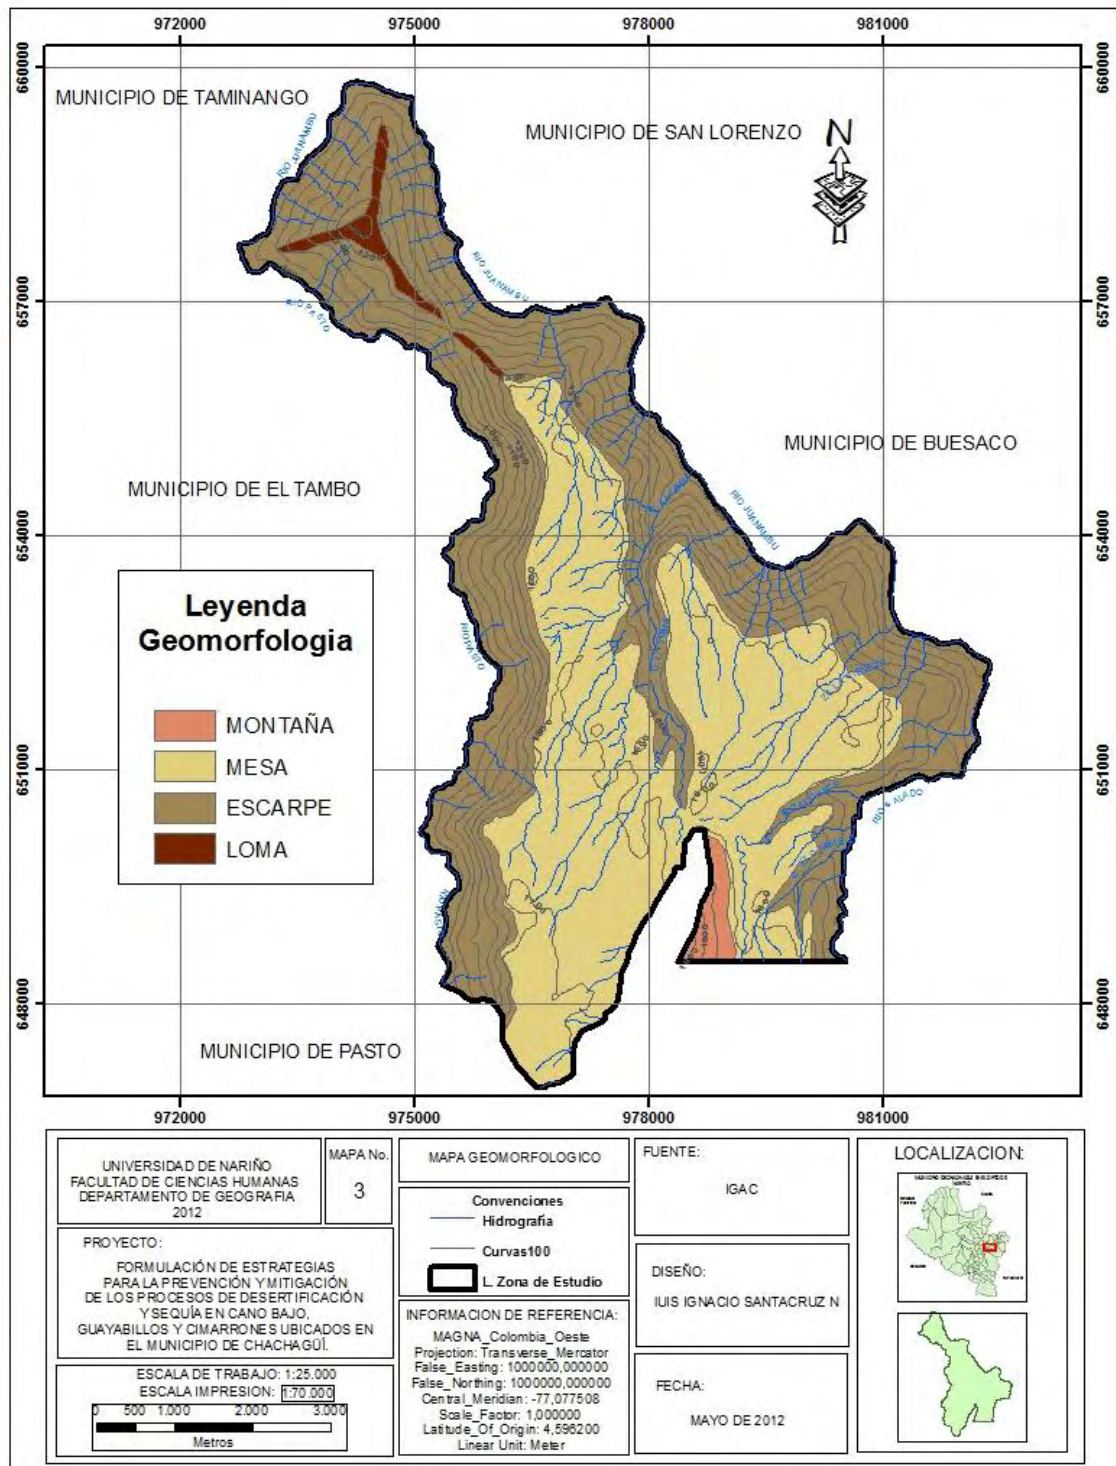 972000
975000
978000
981000
660000
660000
MUNICIPIO DE TAMINANGO
MUNICIPIO DE SAN LORENZO
N
RIO JUANAMBU
RIO JUANAMBU
657000
657000
RIO PASTO
MUNICIPIO DE BUESACO
MUNICIPIO DE EL TAMBO
RIO JUANAMBU
654000
654000
Leyenda
Geomorfologia
MONTAÑA
MESA
ESCARPE
LOMA
RIO PASTO
651000
651000
648000
648000
MUNICIPIO DE PASTO
972000
975000
978000
981000
UNIVERSIDAD DE NARIÑO
FACULTAD DE CIENCIAS HUMANAS
DEPARTAMENTO DE GEOGRAFIA
2012
MAPA No.
3
PROYECTO:
FORMULACIÓN DE ESTRATEGIAS
PARA LA PREVENCIÓN Y MITIGACIÓN
DE LOS PROCESOS DE DESERTIFICACIÓN
Y SEQUÍA EN CANO BAJO,
GUAYABILLOS Y CIMARRONES UBICADOS EN
EL MUNICIPIO DE CHACHAGÜÍ.
ESCALA DE TRABAJO: 1:25.000
ESCALA IMPRESION: 1:70.000
0 500 1.000 2.000 3.000
Metros
MAPA GEOMORFOLOGICO
Convenciones
Hidrografia
Curvas100
L. Zona de Estudio
INFORMACION DE REFERENCIA:
MAGNA_Colombia_Oeste
Projection: Transverse_Mercator
False_Easting: 1000000,000000
False_Northing: 1000000,000000
Central_Meridian: -77,077508
Scale_Factor: 1,000000
Latitude_Of_Origin: 4,596200
Linear Unit: Meter
FUENTE:
IGAC
DISEÑO:
IUIS IGNACIO SANTACRUZ N
FECHA:
MAYO DE 2012
LOCALIZACION: